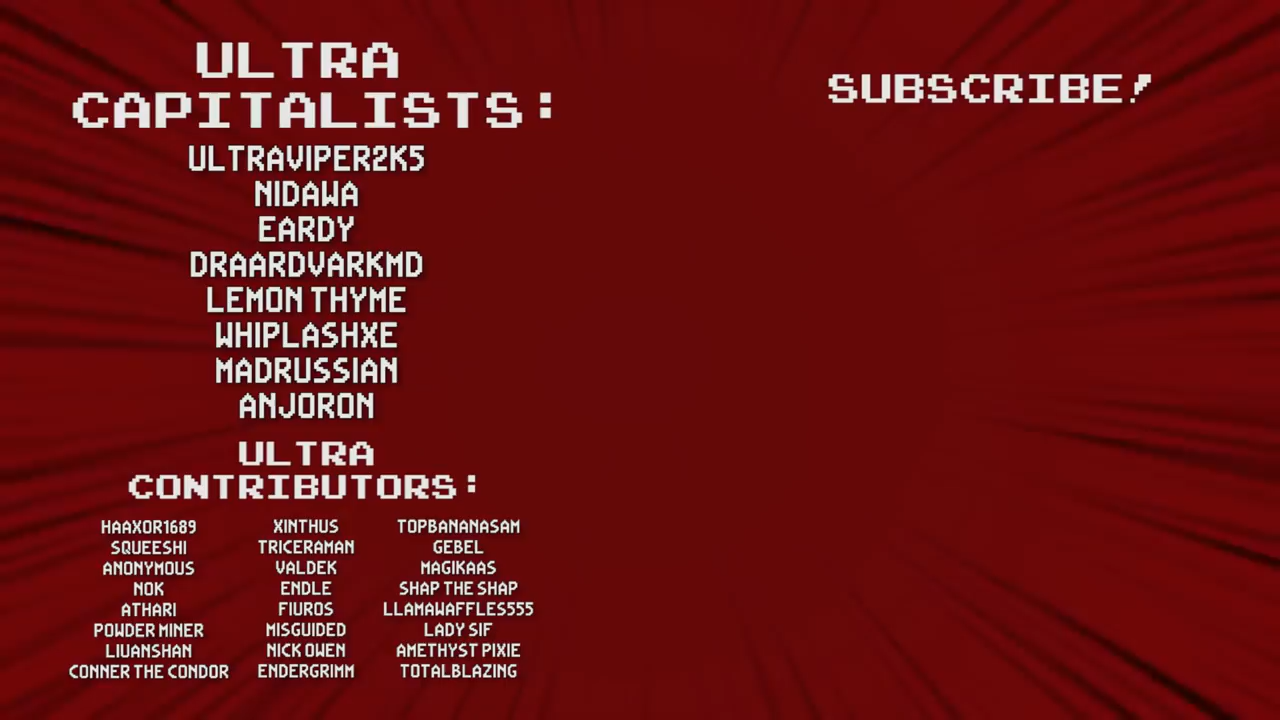 ULTRA
CAPITALISTS:
ULTRAVIPER2K5
NIDAWA
EARDY
DRAARDVARKMD
LEMON THYME
WHIPLASHXE
MADRUSSIAN
ANJORON
ULTRA
CONTRIBUTORS:
HAAXOR1689
SQUEESHI
ANONYMOUS
NOK
ATHARI
POWDER MINER
LIUANSHAN
CONNER THE CONDOR
XINTHUS
TRICERAMAN
VALDEK
ENDLE
FIUROS
MISGUIDED
NICK OWEN
ENDERGRIMM
TOPBANANASAM
GEBEL
MAGIKAAS
SHAP THE SHAP
LLAMAWAFFLES555
LADY SIF
AMETHYST PIXIE
TOTALBLAZING
SUBSCRIBE!